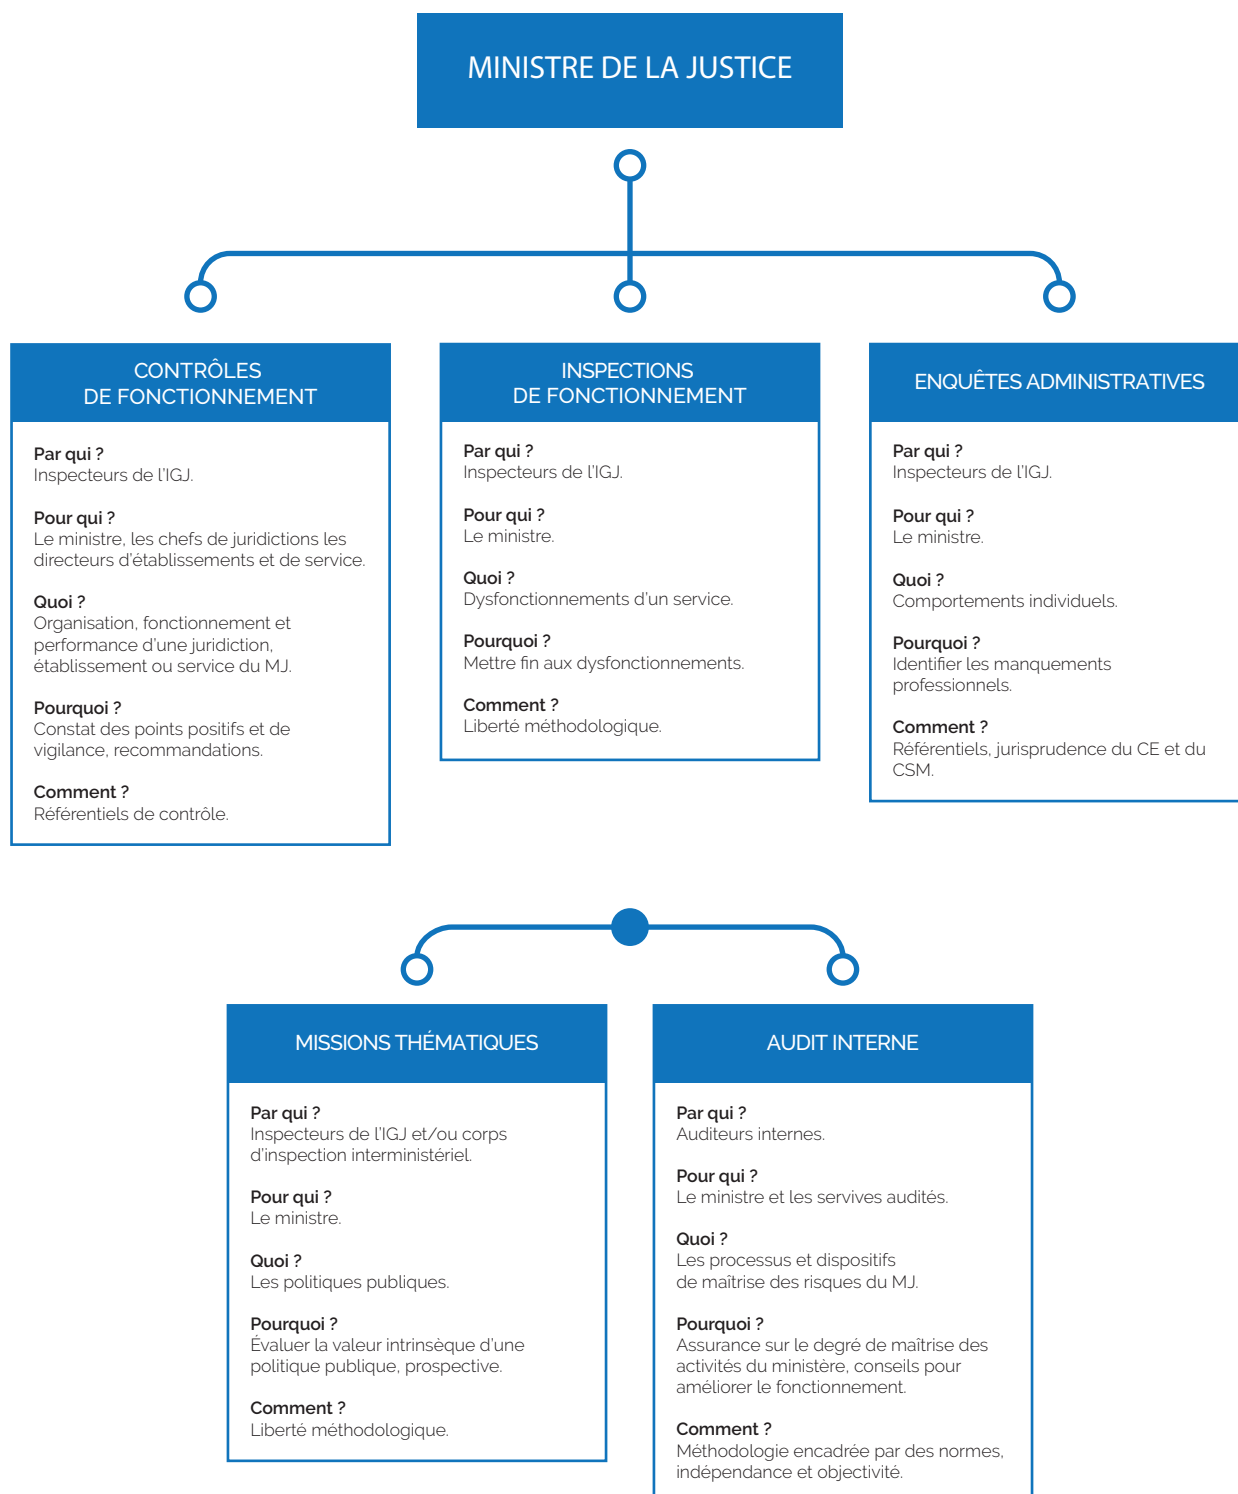 MINISTRE DE LA JUSTICE
CONTRÔLES
DE FONCTIONNEMENT
Par qui ?
Inspecteurs de l'IGJ.
Pour qui ?
Le ministre, les chefs de juridictions les
directeurs d'établissements et de service.
Quoi ?
Organisation, fonctionnement et
performance d'une juridiction,
établissement ou service du MJ.
Pourquoi ?
Constat des points positifs et de
vigilance, recommandations.
Comment ?
Référentiels de contrôle.
INSPECTIONS
DE FONCTIONNEMENT
Par qui ?
Inspecteurs de l'IGJ.
Pour qui ?
Le ministre.
Quoi ?
Dysfonctionnements d'un service.
Pourquoi ?
Mettre fin aux dysfonctionnements.
Comment ?
Liberté méthodologique.
ENQUÊTES ADMINISTRATIVES
Par qui ?
Inspecteurs de l'IGJ.
Pour qui ?
Le ministre.
Quoi ?
Comportements individuels.
Pourquoi ?
Identifier les manquements
professionnels.
Comment ?
Référentiels, jurisprudence du CE et du
CSM.
MISSIONS THÉMATIQUES
Par qui ?
Inspecteurs de l'IGJ et/ou corps
d'inspection interministériel.
Pour qui ?
Le ministre.
Quoi ?
Les politiques publiques.
Pourquoi ?
Évaluer la valeur intrinsèque d'une
politique publique, prospective.
Comment ?
Liberté méthodologique.
AUDIT INTERNE
Par qui ?
Auditeurs internes.
Pour qui ?
Le ministre et les servives audités.
Quoi ?
Les processus et dispositifs
de maîtrise des risques du MJ.
Pourquoi ?
Assurance sur le degré de maîtrise des
activités du ministère, conseils pour
améliorer le fonctionnement.
Comment ?
Méthodologie encadrée par des normes,
indépendance et objectivité.